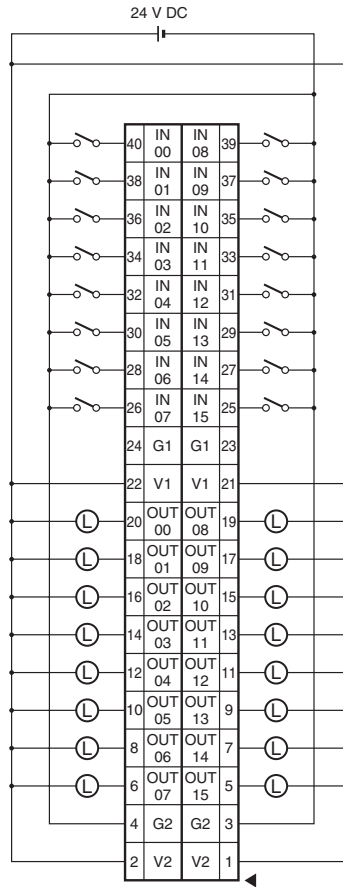 24 V DC
40 IN 00 IN 08 39
38 IN 01 IN 09 37
36 IN 02 IN 10 35
34 IN 03 IN 11 33
32 IN 04 IN 12 31
30 IN 05 IN 13 29
28 IN 06 IN 14 27
26 IN 07 IN 15 25
24 G1 G1 23
22 V1 V1 21
L 20 OUT 00 OUT 08 19 L
L 18 OUT 01 OUT 09 17 L
L 16 OUT 02 OUT 10 15 L
L 14 OUT 03 OUT 11 13 L
L 12 OUT 04 OUT 12 11 L
L 10 OUT 05 OUT 13 9 L
L 8 OUT 06 OUT 14 7 L
L 6 OUT 07 OUT 15 5 L
4 G2 G2 3
2 V2 V2 1